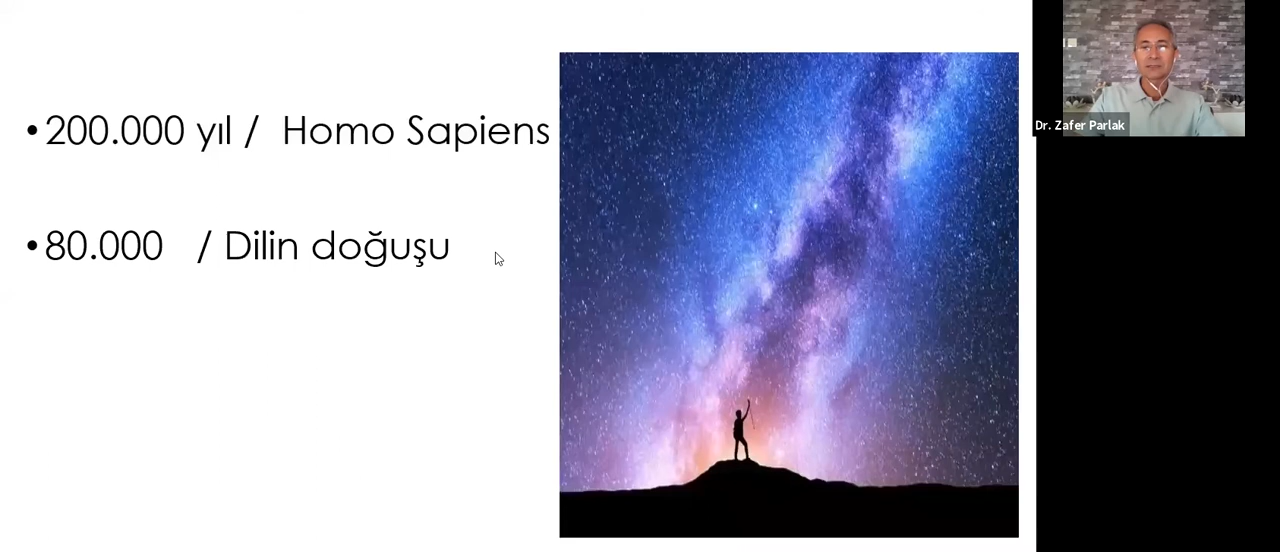 •200.000 yıl / Homo Sapiens
•80.000 / Dilin doğuşu
Dr. Zafer Parlak